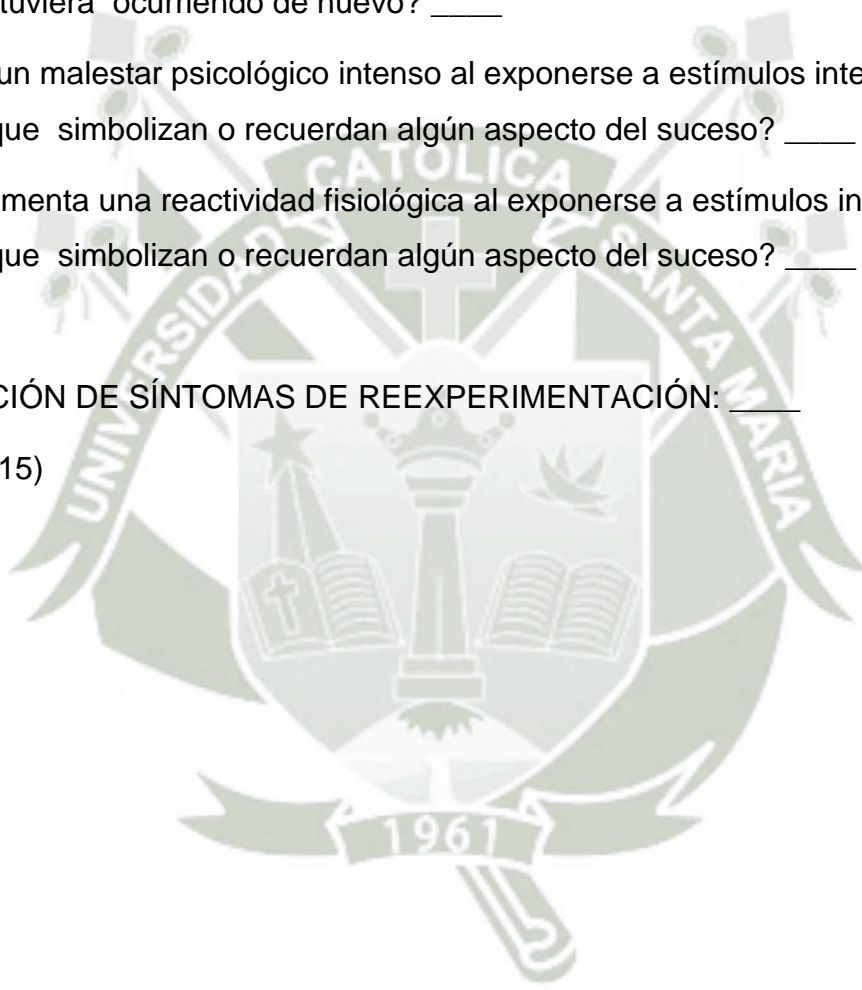 tuviera ocurriendo de nuevo? ____
un malestar psicológico intenso al exponerse a estímulos inte
que simbolizan o recuerdan algún aspecto del suceso? ____
menta una reactividad fisiológica al exponerse a estímulos in
que simbolizan o recuerdan algún aspecto del suceso? ____
CIÓN DE SÍNTOMAS DE REEXPERIMENTACIÓN: ____
15)
UNIVERSIDAD CATOLICA SANTA MARIA
1961